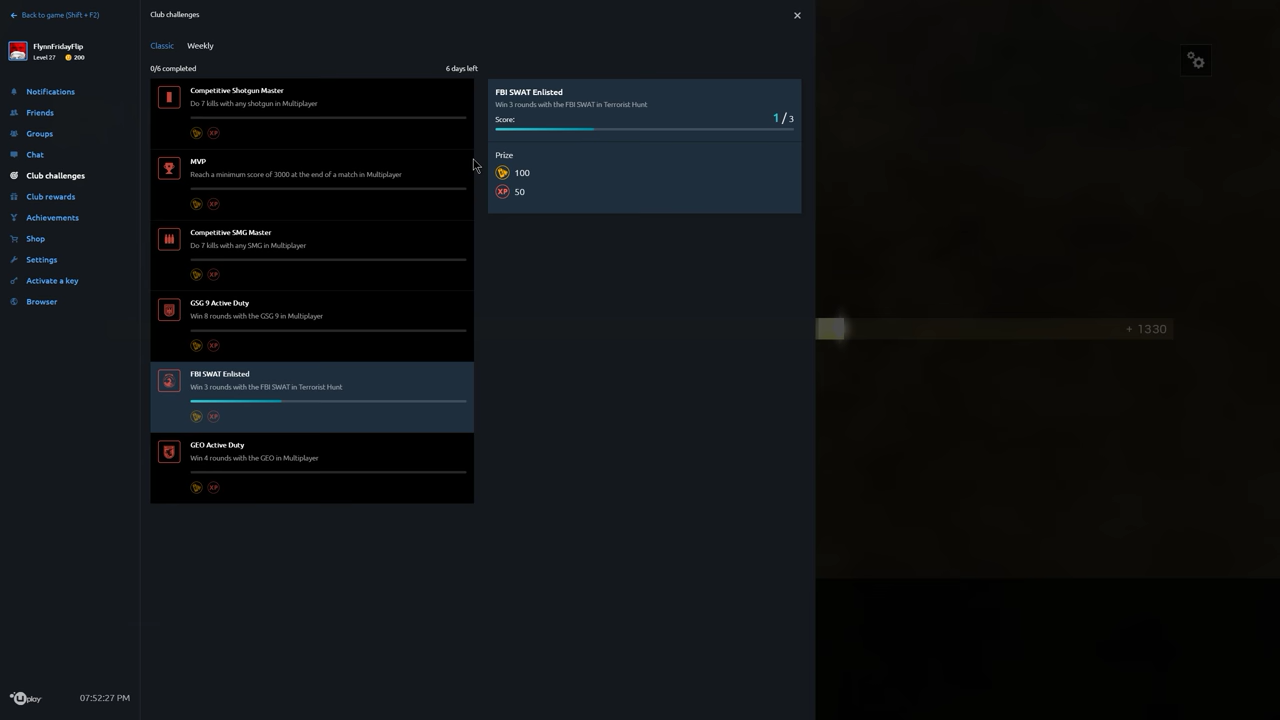 Back to game (Shift + F2)
FlynnFridayFlip
Level 27 200
Notifications
Friends
Groups
Chat
Club challenges
Club rewards
Achievements
Shop
Settings
Activate a key
Browser
uplay 07:52:27 PM
Club challenges
Classic Weekly
0/6 completed 6 days left
Competitive Shotgun Master
Do 7 kills with any shotgun in Multiplayer
XP
MVP
Reach a minimum score of 3000 at the end of a match in Multiplayer
XP
Competitive SMG Master
Do 7 kills with any SMG in Multiplayer
XP
GSG 9 Active Duty
Win 8 rounds with the GSG 9 in Multiplayer
XP
FBI SWAT Enlisted
Win 3 rounds with the FBI SWAT in Terrorist Hunt
XP
GEO Active Duty
Win 4 rounds with the GEO in Multiplayer
XP
FBI SWAT Enlisted
Win 3 rounds with the FBI SWAT in Terrorist Hunt
Score: 1 / 3
Prize
100
XP 50
+ 1330